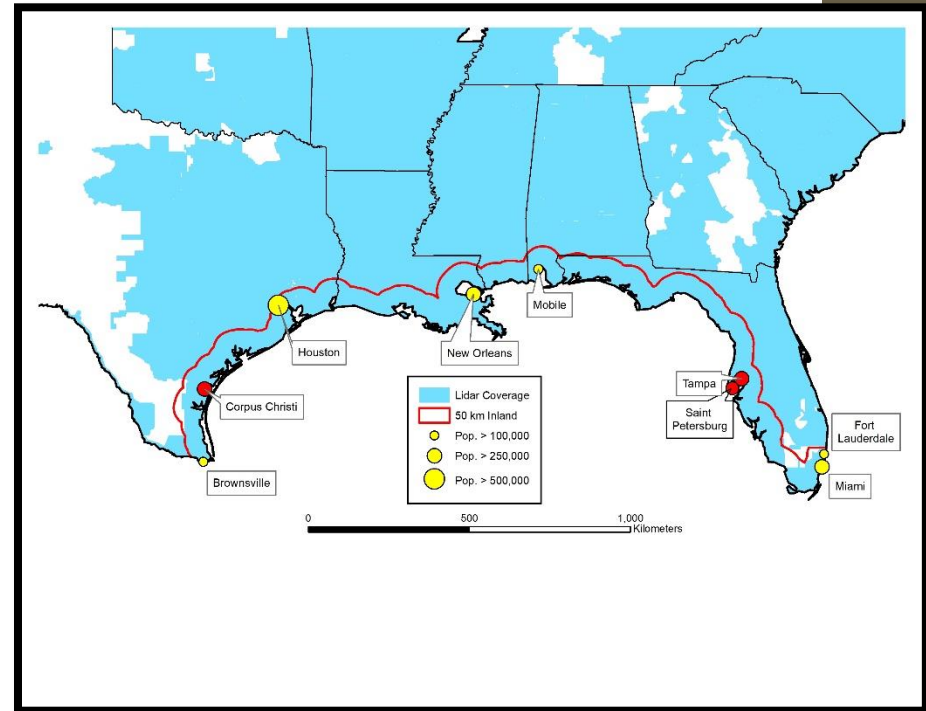 Houston
Corpus Christi
Brownsville
New Orleans
Mobile
Tampa
Saint
Petersburg
Fort
Lauderdale
Miami
Lidar Coverage
50 km Inland
Pop. > 100,000
Pop. > 250,000
Pop. > 500,000
0
500
1,000
Kilometers